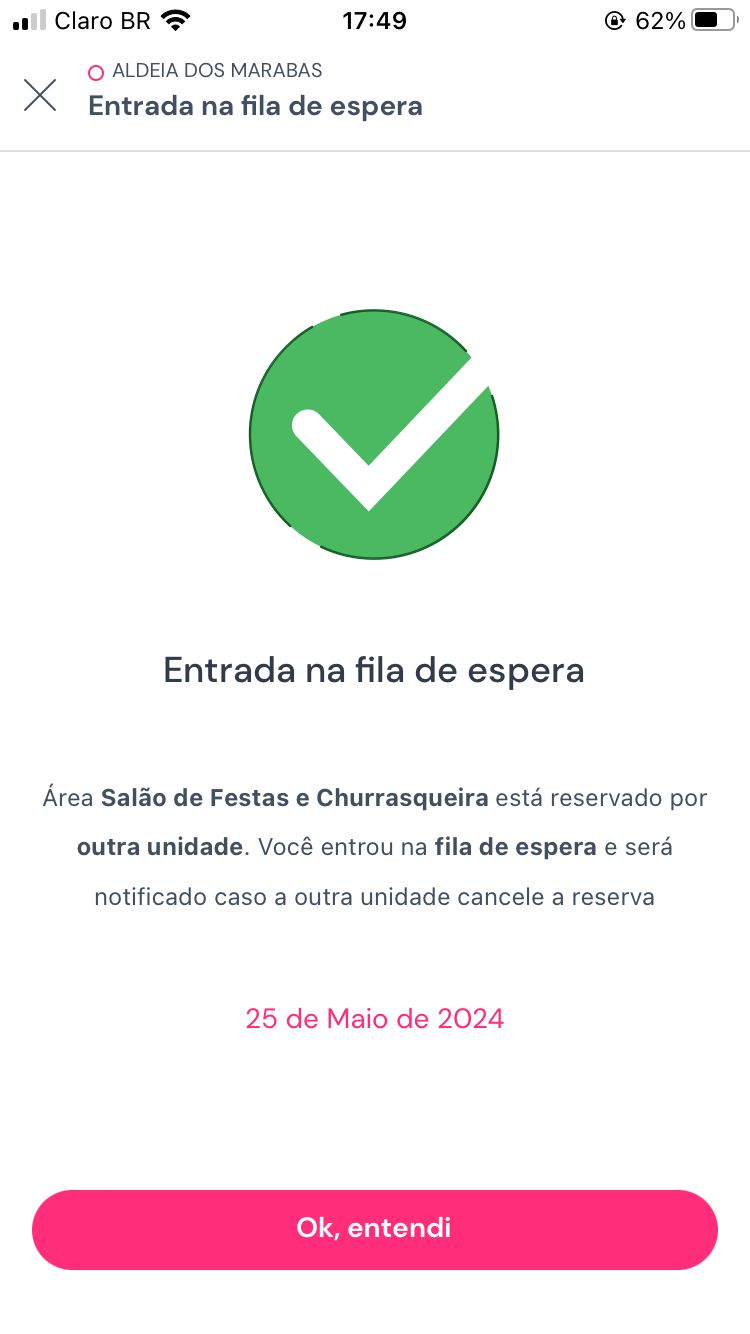 Claro BR 17:49 62%
ALDEIA DOS MARABAS
Entrada na fila de espera
Entrada na fila de espera
Área Salão de Festas e Churrasqueira está reservado por
outra unidade. Você entrou na fila de espera e será
notificado caso a outra unidade cancele a reserva
25 de Maio de 2024
Ok, entendi